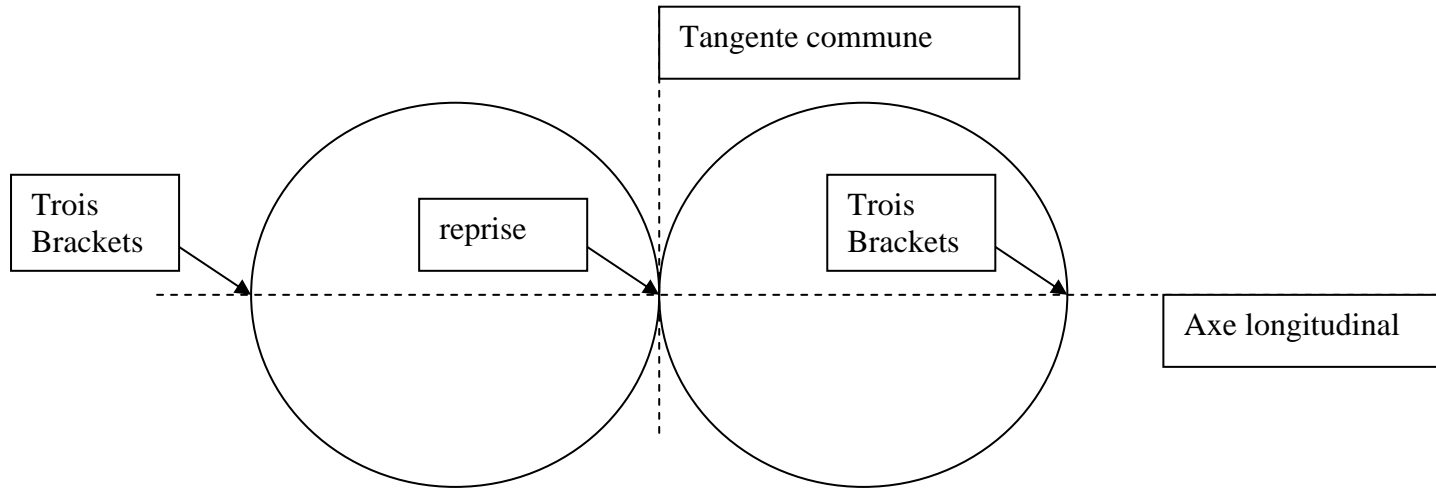 Tangente commune
Trois
Brackets
reprise
Trois
Brackets
Axe longitudinal